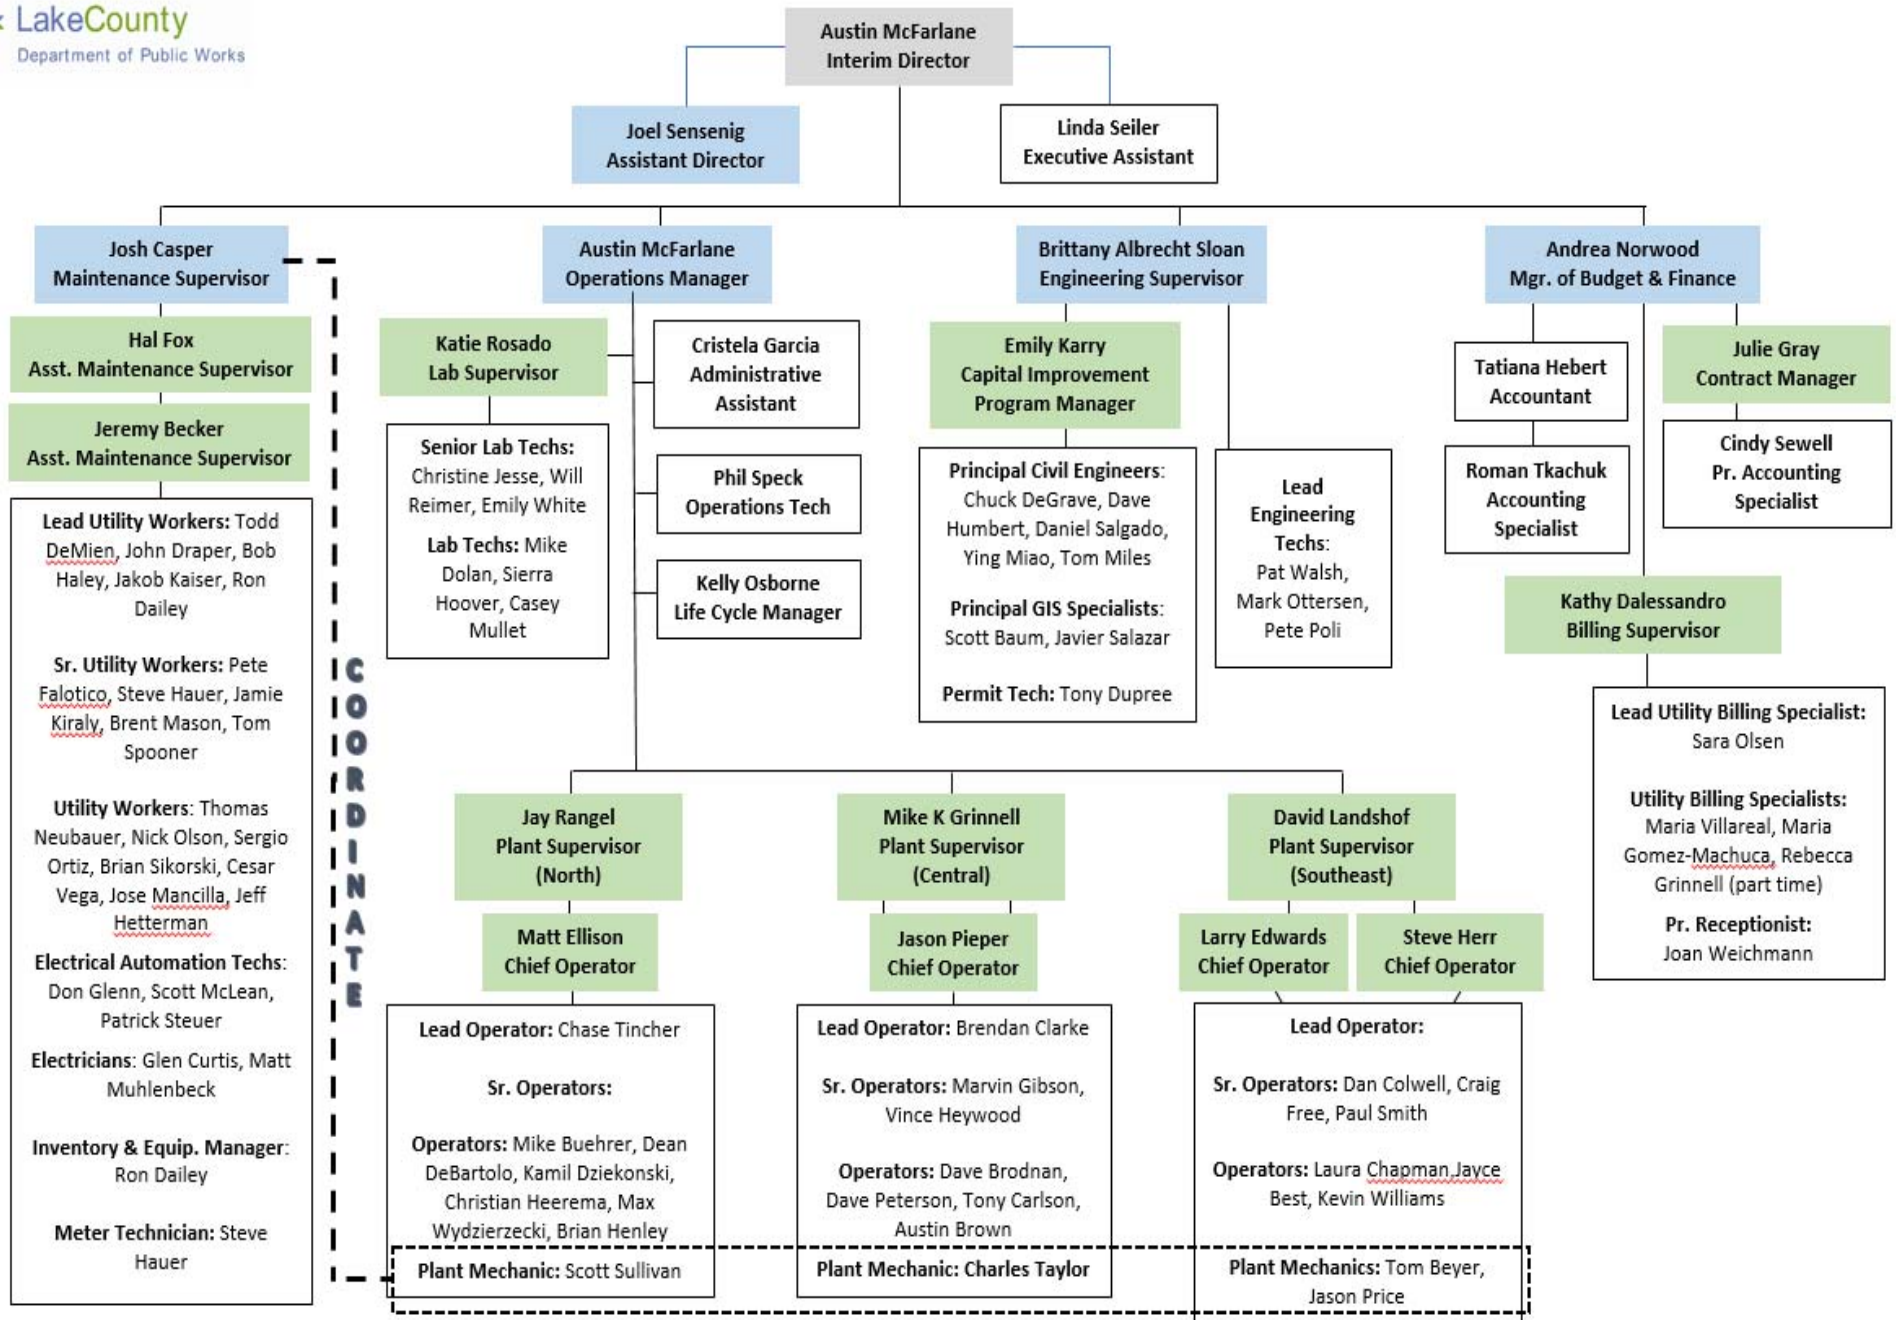 LakeCounty
Department of Public Works
Austin McFarlane
Interim Director
Joel Sensenig
Assistant Director
Linda Seiler
Executive Assistant
Josh Casper
Maintenance Supervisor
Hal Fox
Asst. Maintenance Supervisor
Jeremy Becker
Asst. Maintenance Supervisor
Lead Utility Workers: Todd
DeMien, John Draper, Bob
Haley, Jakob Kaiser, Ron
Dailey
Sr. Utility Workers: Pete
Falotico, Steve Hauer, Jamie
Kiraly, Brent Mason, Tom
Spooner
Utility Workers: Thomas
Neubauer, Nick Olson, Sergio
Ortiz, Brian Sikorski, Cesar
Vega, Jose Mancilla, Jeff
Hetterman
Electrical Automation Techs:
Don Glenn, Scott McLean,
Patrick Steuer
Electricians: Glen Curtis, Matt
Muhlenbeck
Inventory & Equip. Manager:
Ron Dailey
Meter Technician: Steve
Hauer
COORDINATE
Austin McFarlane
Operations Manager
Katie Rosado
Lab Supervisor
Senior Lab Techs:
Christine Jesse, Will
Reimer, Emily White
Lab Techs: Mike
Dolan, Sierra
Hoover, Casey
Mullet
Cristela Garcia
Administrative
Assistant
Phil Speck
Operations Tech
Kelly Osborne
Life Cycle Manager
Brittany Albrecht Sloan
Engineering Supervisor
Emily Karry
Capital Improvement
Program Manager
Principal Civil Engineers:
Chuck DeGrave, Dave
Humbert, Daniel Salgado,
Ying Miao, Tom Miles
Principal GIS Specialists:
Scott Baum, Javier Salazar
Permit Tech: Tony Dupree
Lead
Engineering
Techs:
Pat Walsh,
Mark Ottersen,
Pete Poli
Andrea Norwood
Mgr. of Budget & Finance
Tatiana Hebert
Accountant
Roman Tkachuk
Accounting
Specialist
Julie Gray
Contract Manager
Cindy Sewell
Pr. Accounting
Specialist
Kathy Dalessandro
Billing Supervisor
Lead Utility Billing Specialist:
Sara Olsen
Utility Billing Specialists:
Maria Villareal, Maria
Gomez-Machuca, Rebecca
Grinnell (part time)
Pr. Receptionist:
Joan Weichmann
Jay Rangel
Plant Supervisor
(North)
Matt Ellison
Chief Operator
Lead Operator: Chase Tincher
Sr. Operators:
Operators: Mike Buehrer, Dean
DeBartolo, Kamil Dziekonski,
Christian Heerema, Max
Wydzierzecki, Brian Henley
Plant Mechanic: Scott Sullivan
Mike K Grinnell
Plant Supervisor
(Central)
Jason Pieper
Chief Operator
Lead Operator: Brendan Clarke
Sr. Operators: Marvin Gibson,
Vince Heywood
Operators: Dave Brodnan,
Dave Peterson, Tony Carlson,
Austin Brown
Plant Mechanic: Charles Taylor
David Landshof
Plant Supervisor
(Southeast)
Larry Edwards
Chief Operator
Steve Herr
Chief Operator
Lead Operator:
Sr. Operators: Dan Colwell, Craig
Free, Paul Smith
Operators: Laura Chapman,Jayce
Best, Kevin Williams
Plant Mechanics: Tom Beyer,
Jason Price